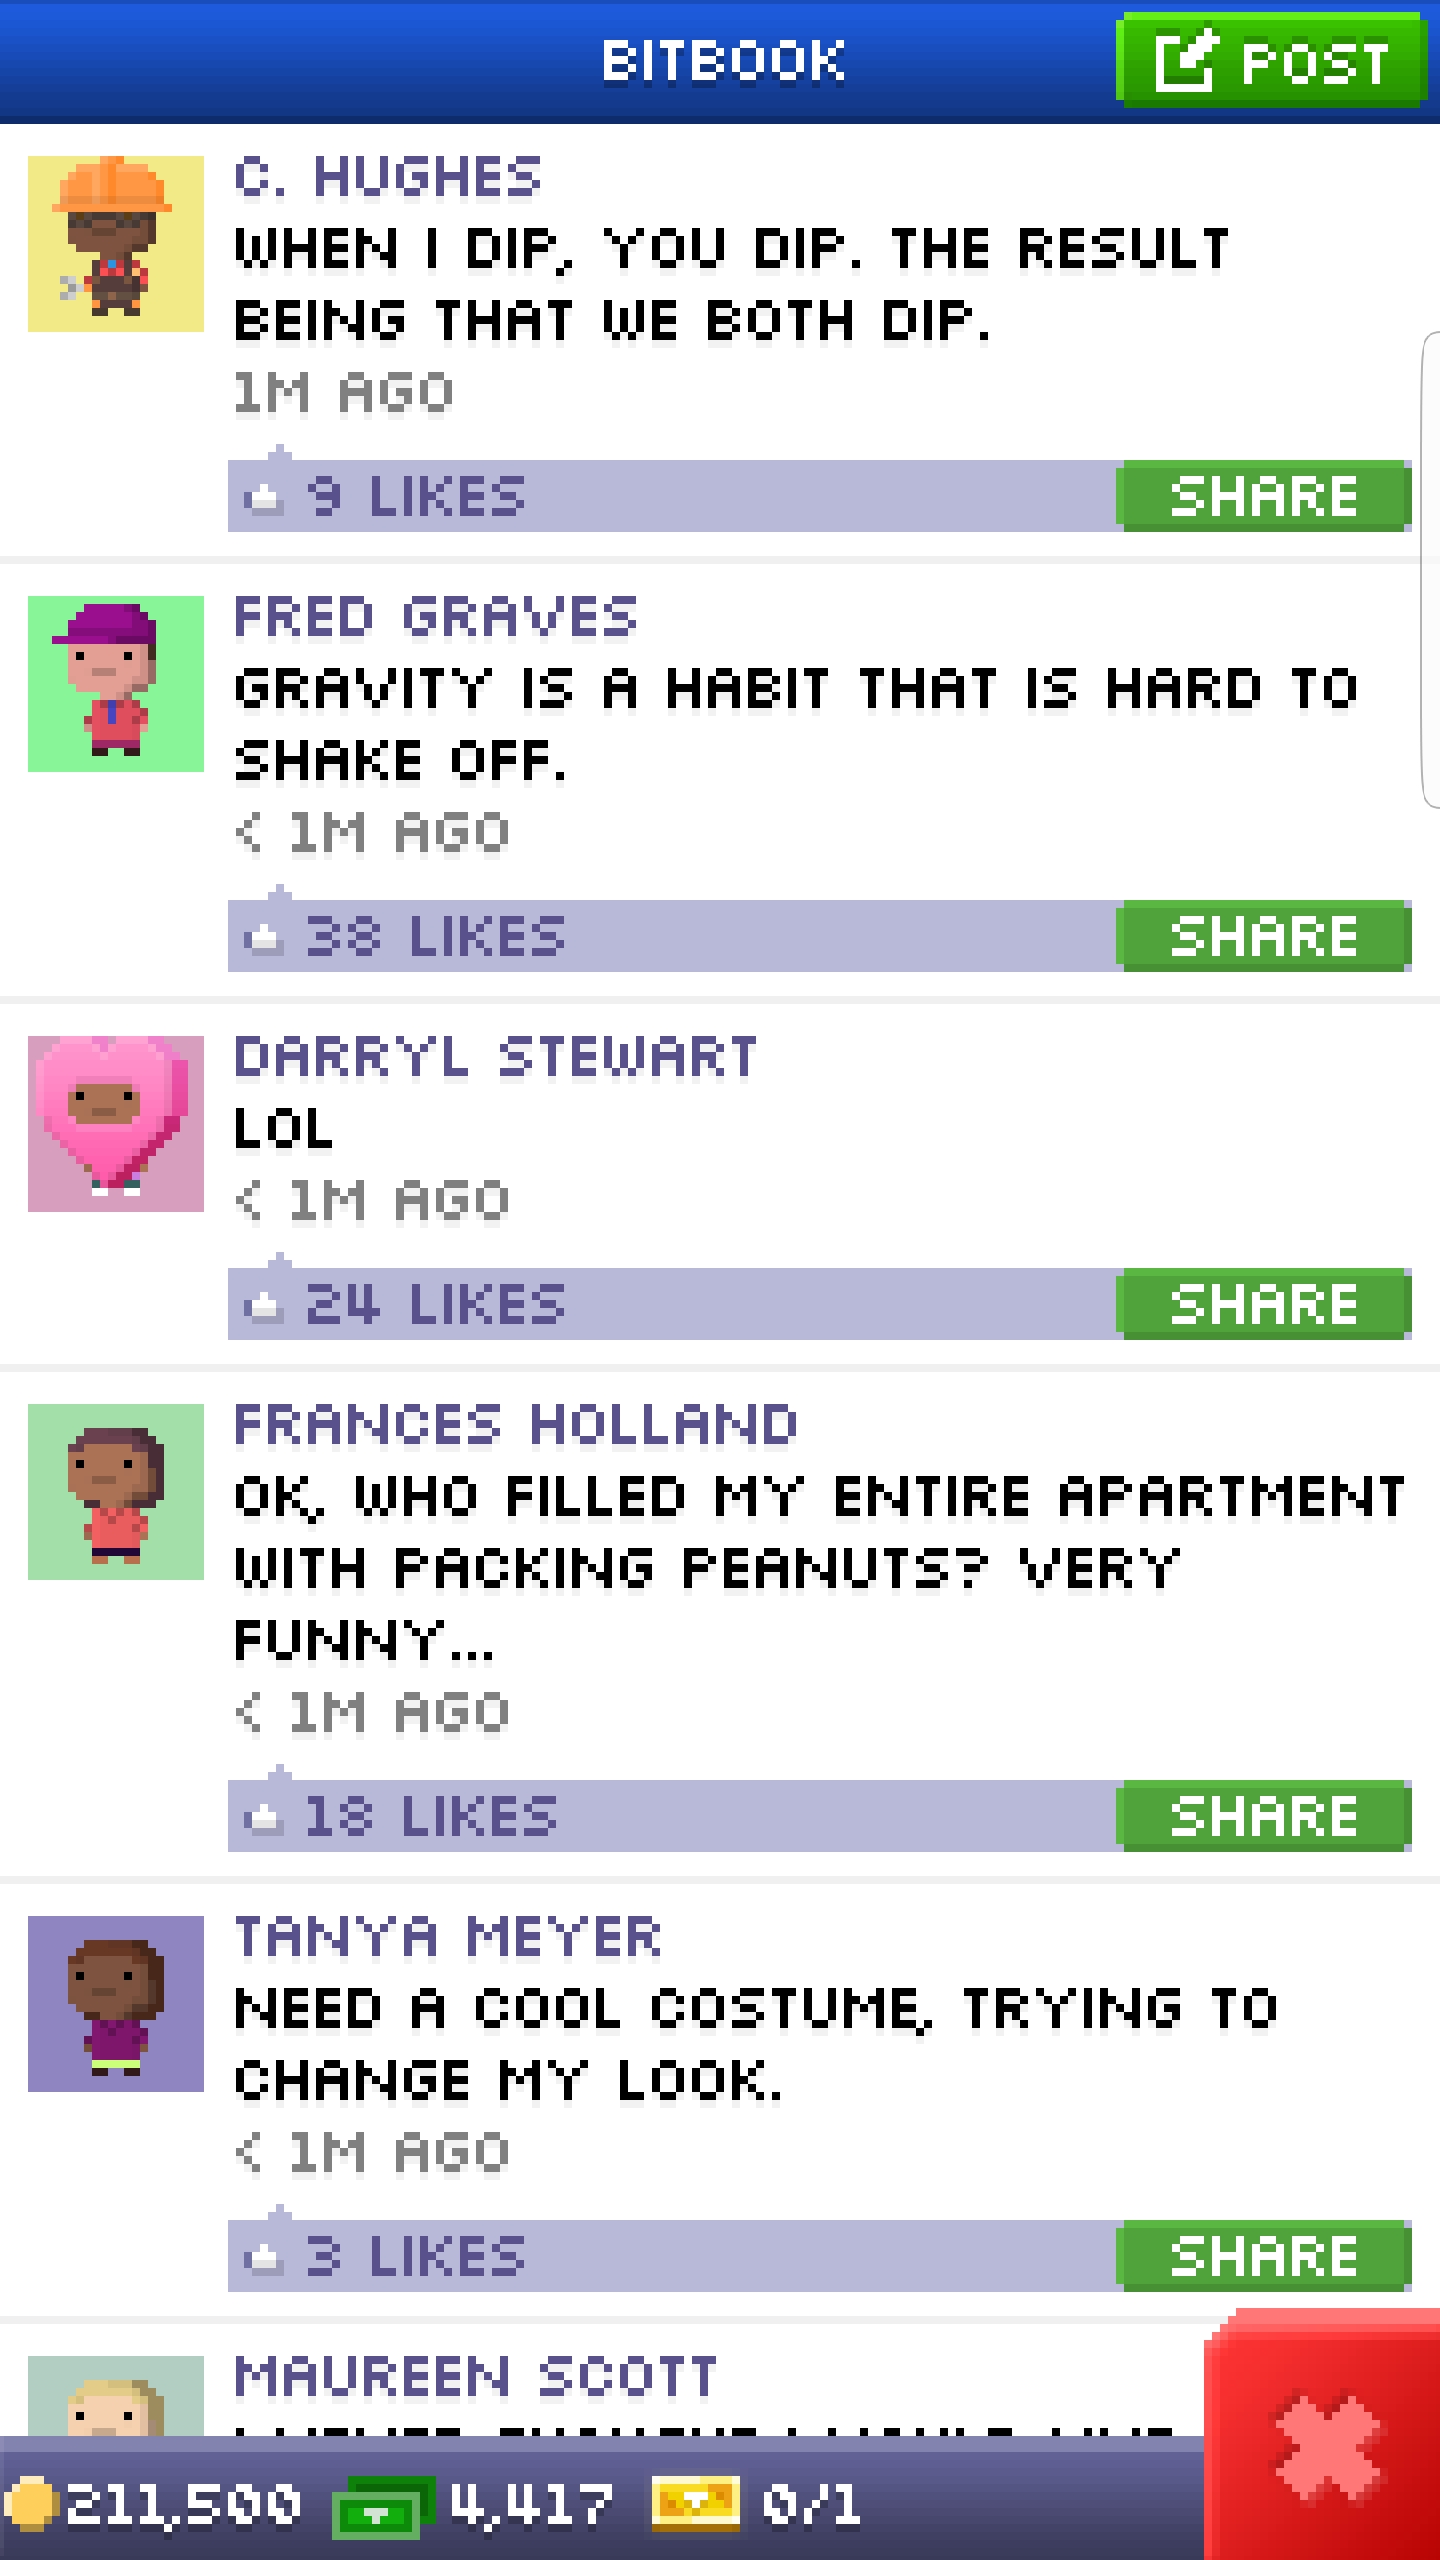 BITBOOK
POST
C. HUGHES
WHEN I DIP, YOU DIP. THE RESULT
BEING THAT WE BOTH DIP.
1M AGO
9 LIKES
SHARE
FRED GRAVES
GRAVITY IS A HABIT THAT IS HARD TO
SHAKE OFF.
< 1M AGO
38 LIKES
SHARE
DARRYL STEWART
LOL
< 1M AGO
24 LIKES
SHARE
FRANCES HOLLAND
OK, WHO FILLED MY ENTIRE APARTMENT
WITH PACKING PEANUTS? VERY
FUNNY...
< 1M AGO
18 LIKES
SHARE
TANYA MEYER
NEED A COOL COSTUME, TRYING TO
CHANGE MY LOOK.
< 1M AGO
3 LIKES
SHARE
MAUREEN SCOTT
211,500
4,417
0/1